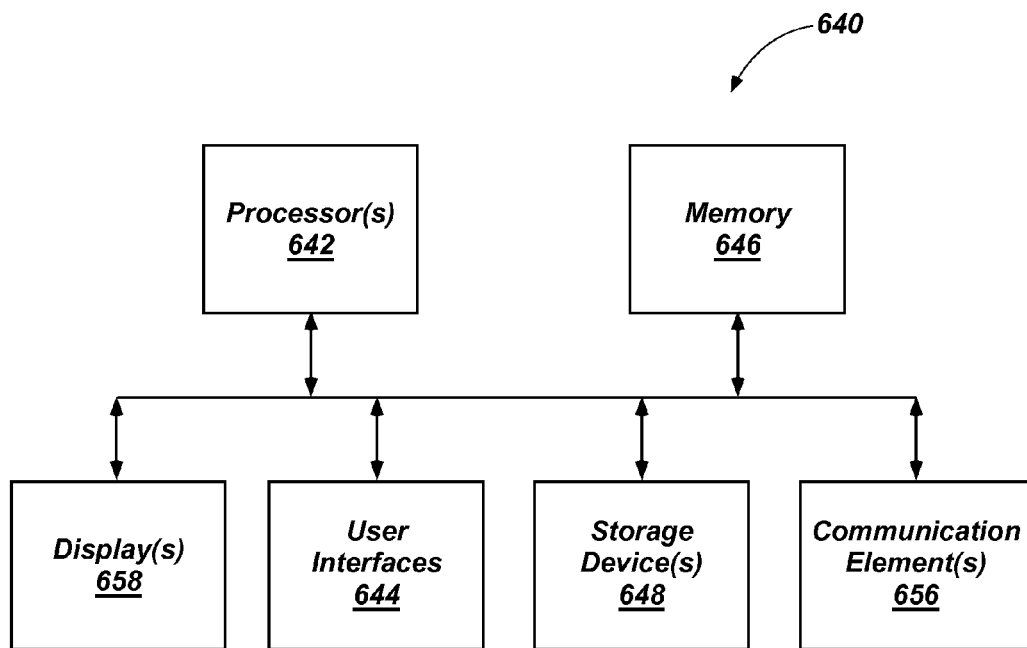 640
Processor(s)
642
Memory
646
Display(s)
658
User
Interfaces
644
Storage
Device(s)
648
Communication
Element(s)
656